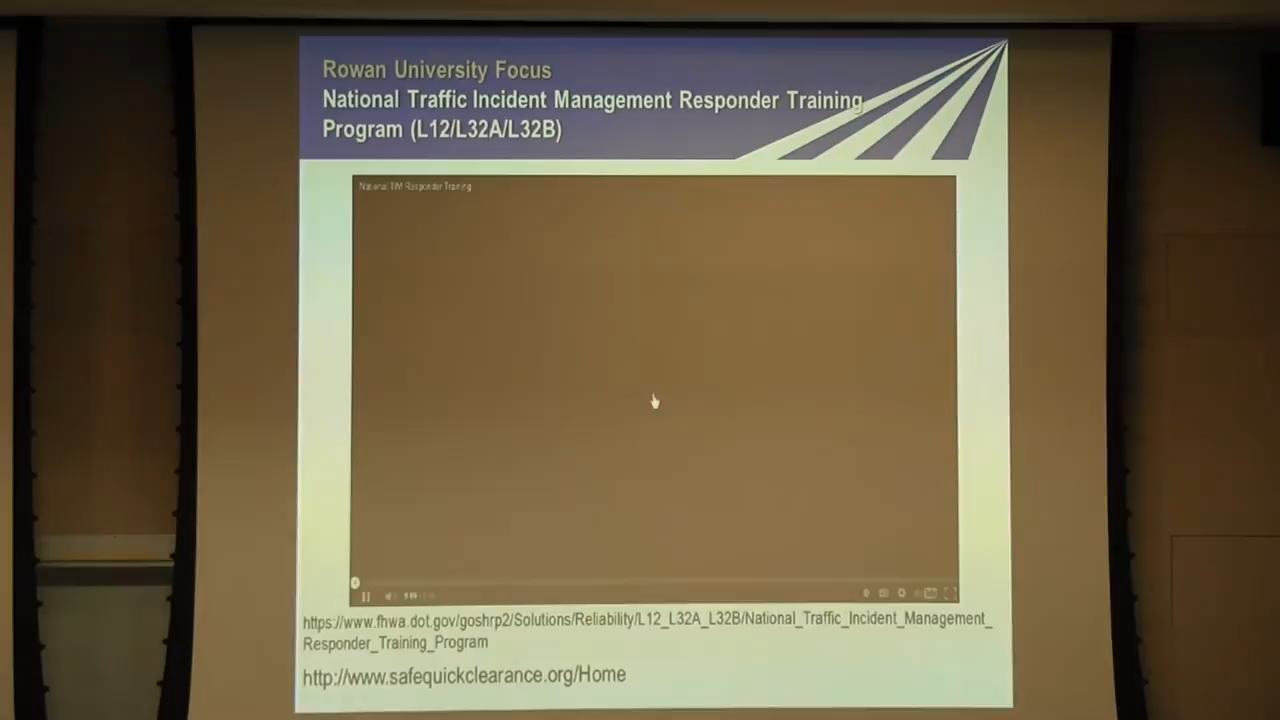 Rowan University Focus
National Traffic Incident Management Responder Training
Program (L12/L32A/L32B)
National TIM Responder Training
https://www.fhwa.dot.gov/goshrp2/Solutions/Reliability/L12_L32A_L32B/National_Traffic_Incident_Management_
Responder_Training_Program
http://www.safequickclearance.org/Home